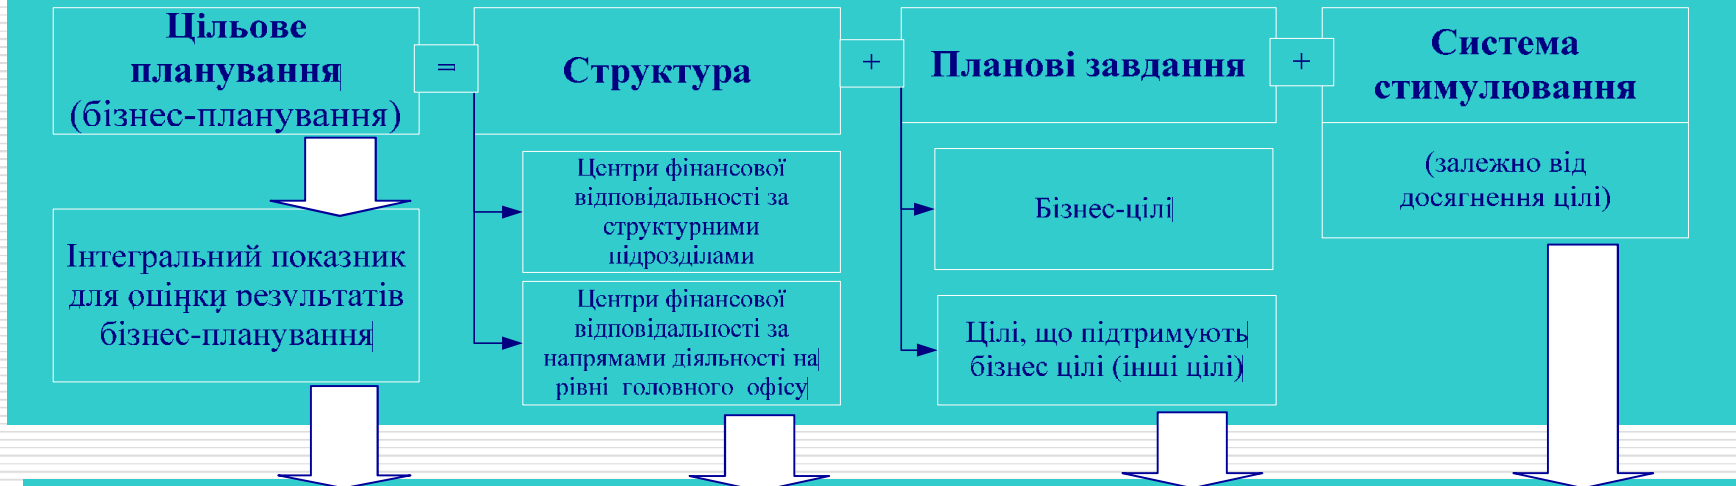 Цільове
планування
(бізнес-планування)
=
Структура
+
Планові завдання
+
Система
стимулювання
(залежно від
досягнення цілі)
Центри фінансової
відповідальності за
структурними
підрозділами
Бізнес-цілі
Інтегральний показник
для оцінки результатів
бізнес-планування
Центри фінансової
відповідальності за
напрямами діяльності на
рівні головного офісу
Цілі, що підтримують
бізнес цілі (інші цілі)